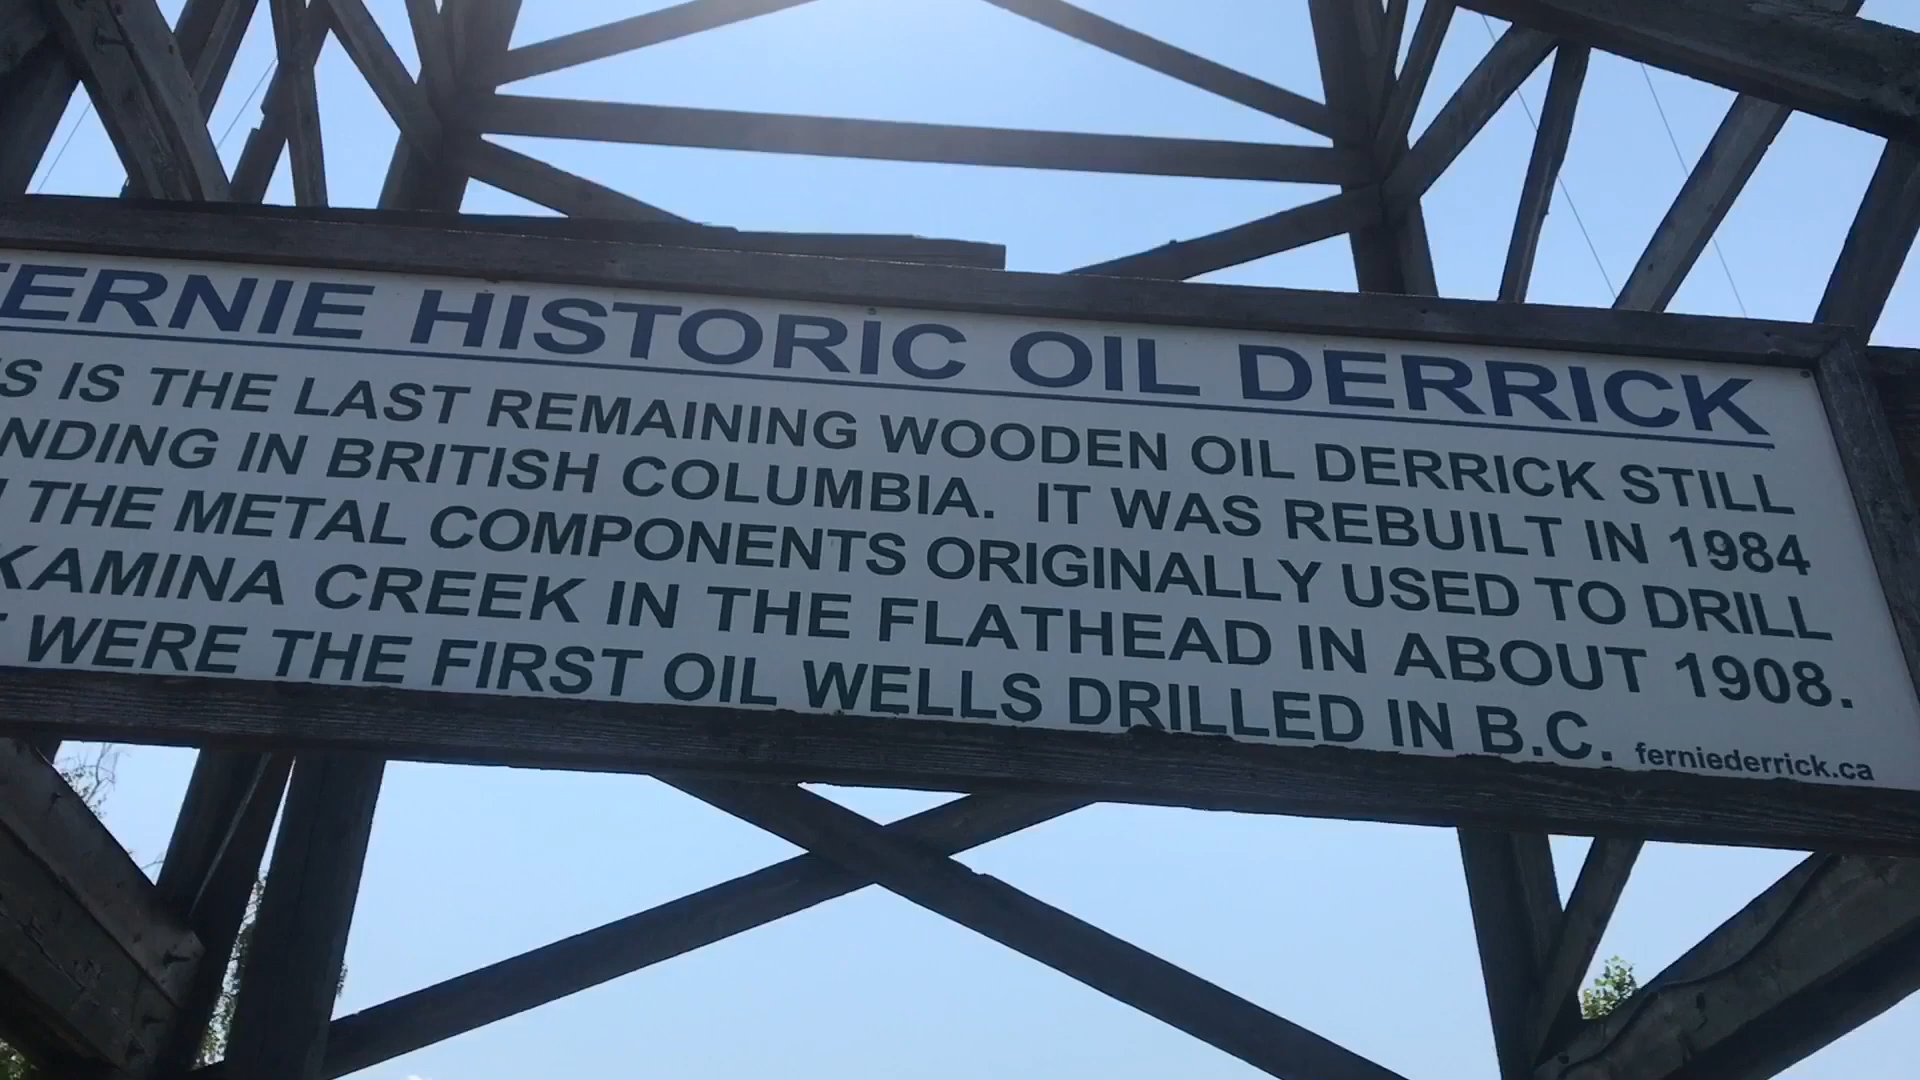 ERNIE HISTORIC OIL DERRICK
S IS THE LAST REMAINING WOODEN OIL DERRICK STILL
NDING IN BRITISH COLUMBIA. IT WAS REBUILT IN 1984
THE METAL COMPONENTS ORIGINALLY USED TO DRILL
KAMINA CREEK IN THE FLATHEAD IN ABOUT 1908.
WERE THE FIRST OIL WELLS DRILLED IN B.C.
ferniederrick.ca